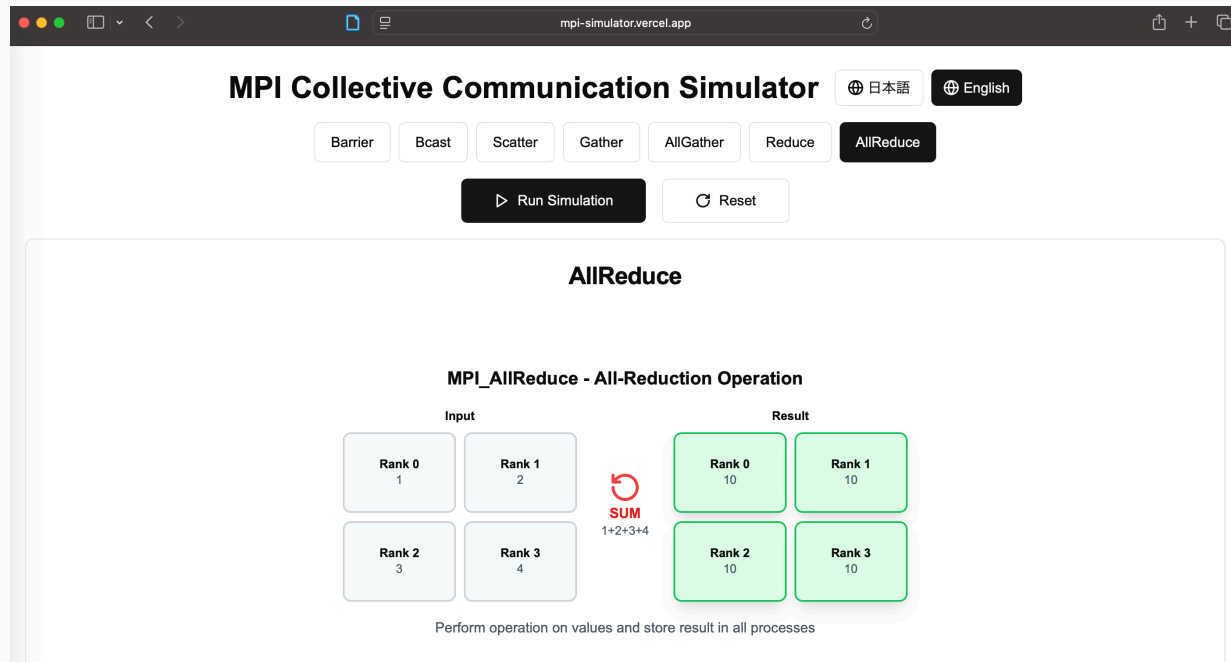 mpi-simulator.vercel.app
MPI Collective Communication Simulator 日本語 English
Barrier Bcast Scatter Gather AllGather Reduce AllReduce
Run Simulation Reset
AllReduce
MPI_AllReduce - All-Reduction Operation
Input Result
Rank 0 Rank 1 Rank 0 Rank 1
1 2 10 10
SUM
1+2+3+4
Rank 2 Rank 3 Rank 2 Rank 3
3 4 10 10
Perform operation on values and store result in all processes